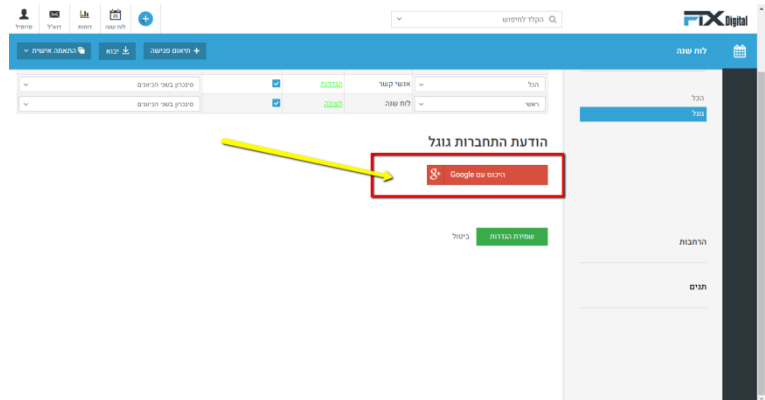 FIX Digital
הקלד לחיפוש
לוח שנה
דוחות
דוא"ל
פרופיל
לוח שנה
+ תיאום פגישה
יבוא
התאמה אישית
הכל
גוגל
הרחבות
תגים
הכל
אנשי קשר
הגדרות
סינכרון בשני הכיוונים
ראשי
לוח שנה
תצוגה
סינכרון בשני הכיוונים
הודעת התחברות גוגל
היכנס עם Google
g+
שמירת הגדרות
ביטול